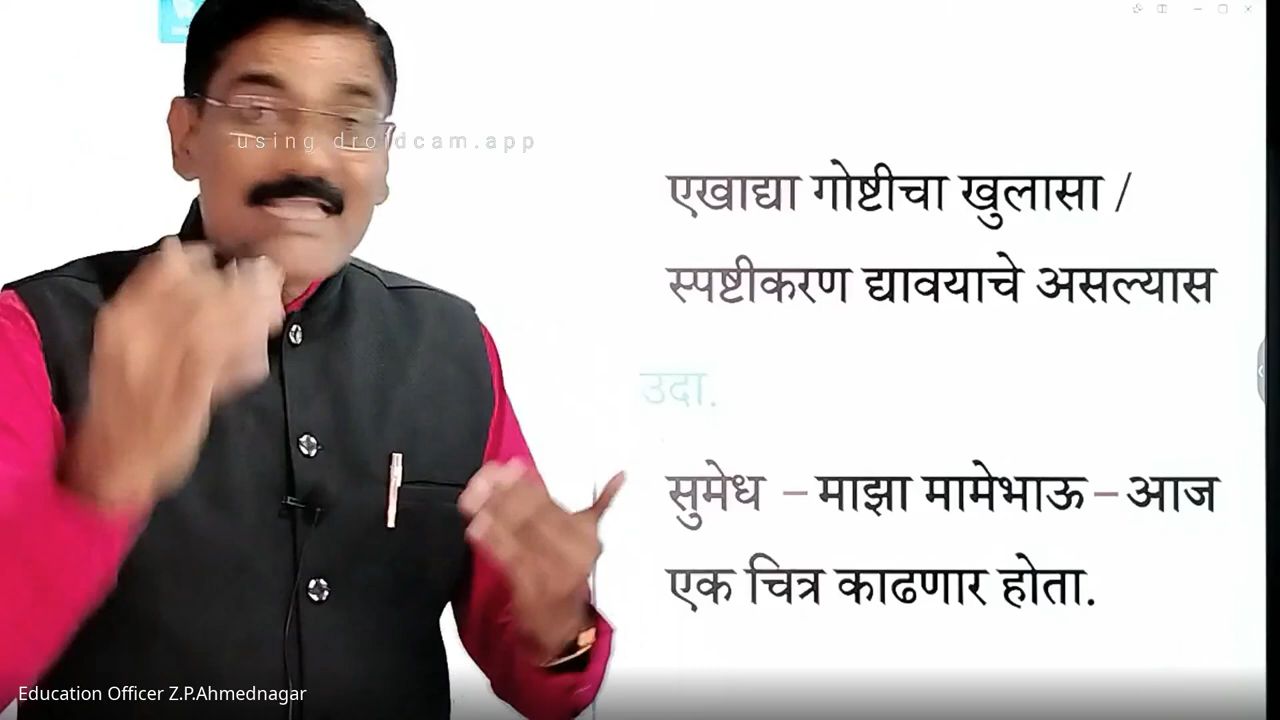 using droidcam.app
एखाद्या गोष्टीचा खुलासा /
स्पष्टीकरण द्यावयाचे असल्यास
उदा.
सुमेध – माझा मामेभाऊ – आज
एक चित्र काढणार होता.
Education Officer Z.P.Ahmednagar